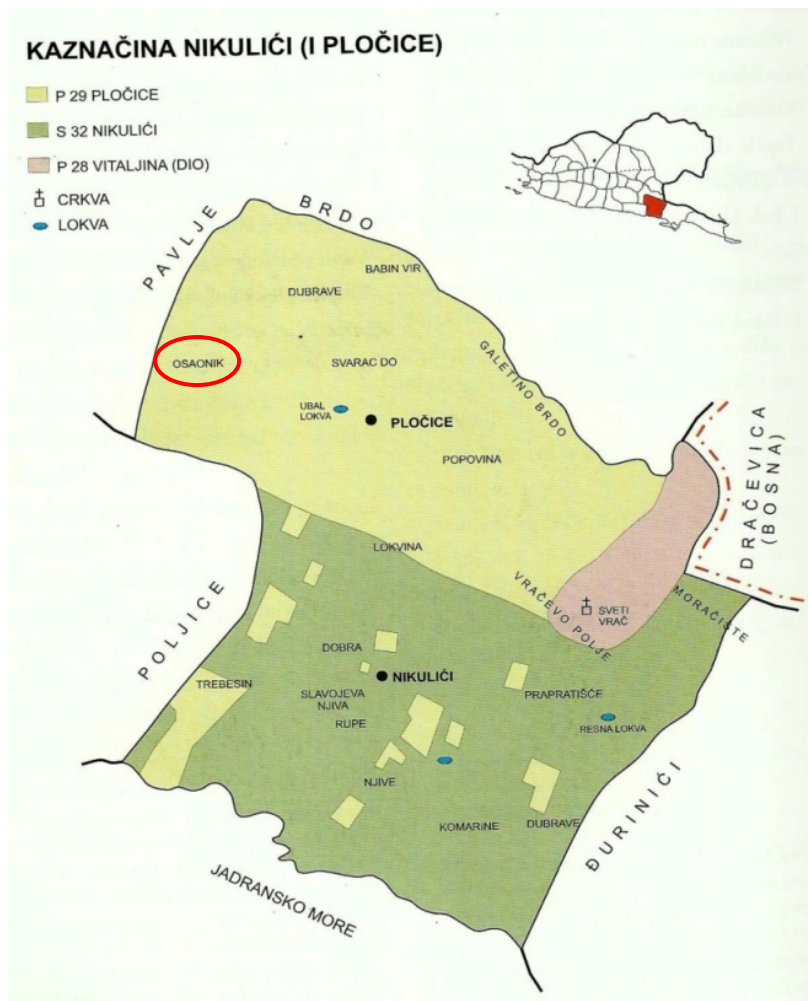 KAZNAČINA NIKULIĆI (I PLOČICE)
P 29 PLOČICE
S 32 NIKULIĆI
P 28 VITALJINA (DIO)
CRKVA
LOKVA
PAVLJE
BRDO
BABIN VIR
DUBRAVE
GALETINO BRDO
OSAONIK
SVARAC DO
UBAL
LOKVA
PLOČICE
POPOVINA
DRAČEVICA
(BOSNA)
LOKVINA
VRAČEVO POLJE
SVETI
VRAČ
MORAČIŠTE
POLJICE
DOBRA
TREBESIN
NIKULIĆI
SLAVOJEVA
NJIVA
PRAPRATIŠĆE
RUPE
RESNA LOKVA
NJIVE
KOMARINE
DUBRAVE
ĐURINIĆI
JADRANSKO MORE